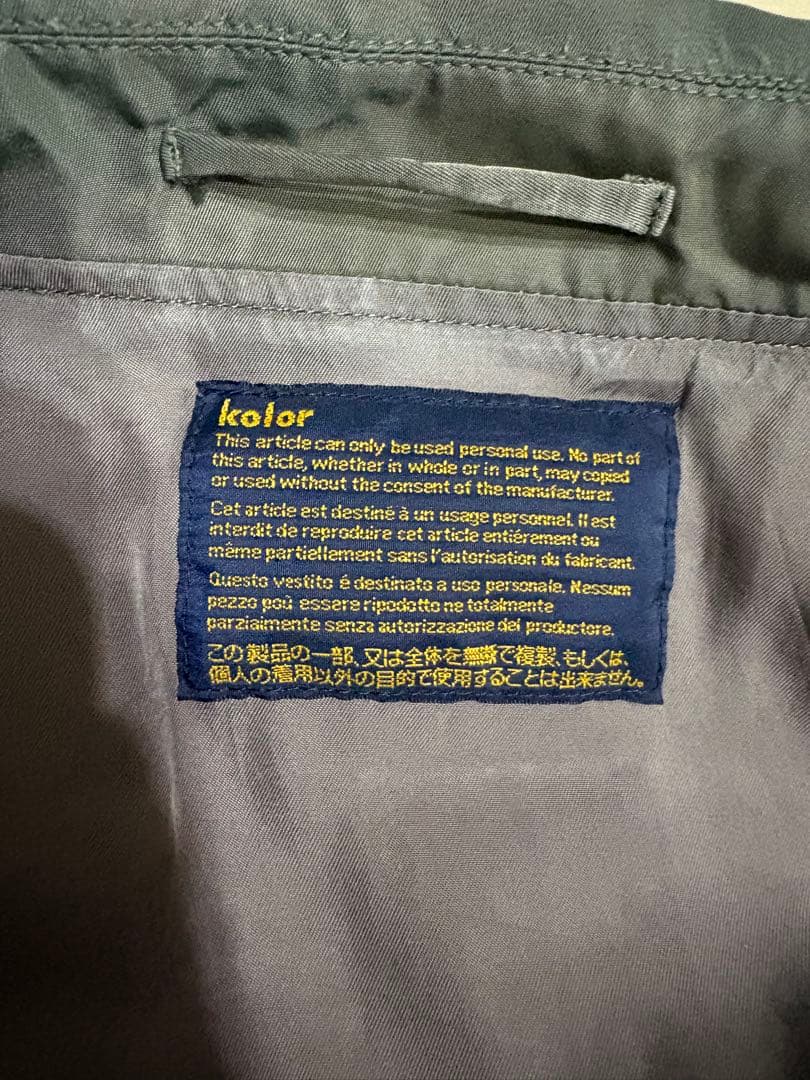 kolor
This article can only be used personal use. No part of
this article, whether in whole or in part, may copied
or used without the consent of the manufacturer.
Cet article est destiné à un usage personnel. Il est
interdit de reproduire cet article entiérement ou
même partiellement sans l'autorisation du fabricant.
Questo vestito é destinato a uso personale. Nessum
pezzo poù essere ripodotto ne totalmente
parziaimente senza autorizzazione del productore.
この製品の一部、又は全体を無断で複製、もしくは、
個人の着用以外の目的で使用することは出来ません。